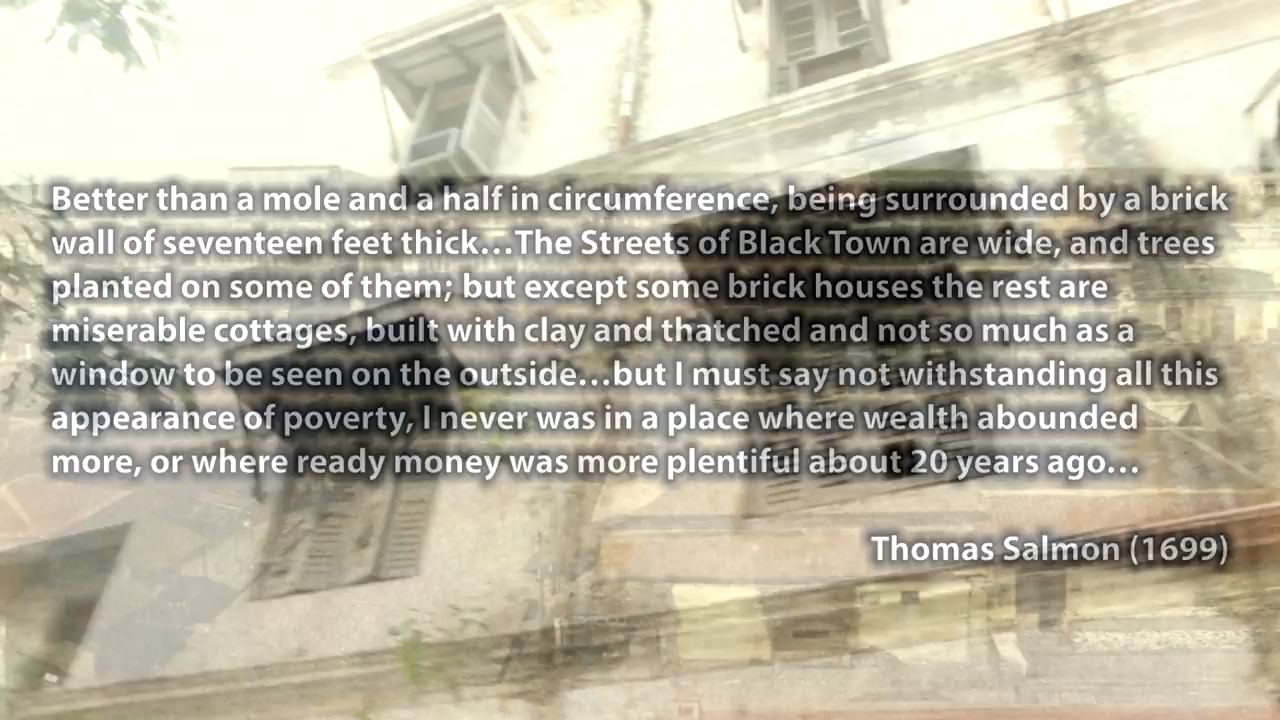 Better than a mole and a half in circumference, being surrounded by a brick
wall of seventeen feet thick…The Streets of Black Town are wide, and trees
planted on some of them; but except some brick houses the rest are
miserable cottages, built with clay and thatched and not so much as a
window to be seen on the outside…but I must say not withstanding all this
appearance of poverty, I never was in a place where wealth abounded
more, or where ready money was more plentiful about 20 years ago…
Thomas Salmon (1699)